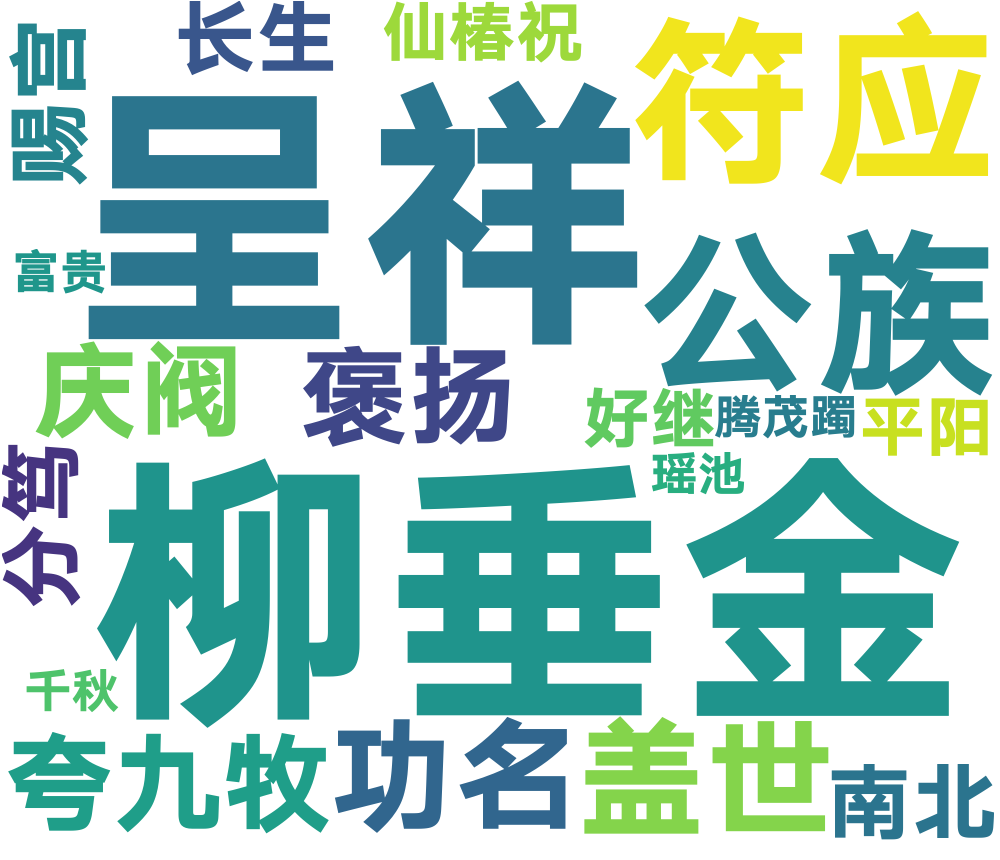 长生
仙椿祝
符应
赐宫
呈祥
公族
富贵
庆阀
褒扬
好继
腾茂躅
平阳
瑶池
分笃
柳垂金
千秋
夸九牧
功名
盖世
南北